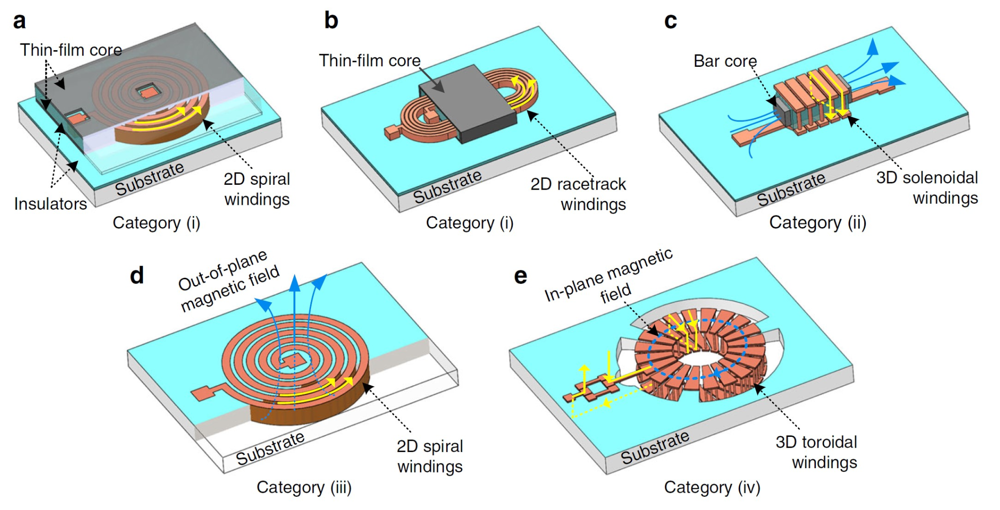 a
Thin-film core
Insulators
Substrate
2D spiral
windings
Category (i)
b
Thin-film core
Substrate
2D racetrack
windings
Category (i)
c
Bar core
Substrate
3D solenoidal
windings
Category (ii)
d
Out-of-plane
magnetic field
Substrate
2D spiral
windings
Category (iii)
e
In-plane magnetic
field
Substrate
3D toroidal
windings
Category (iv)